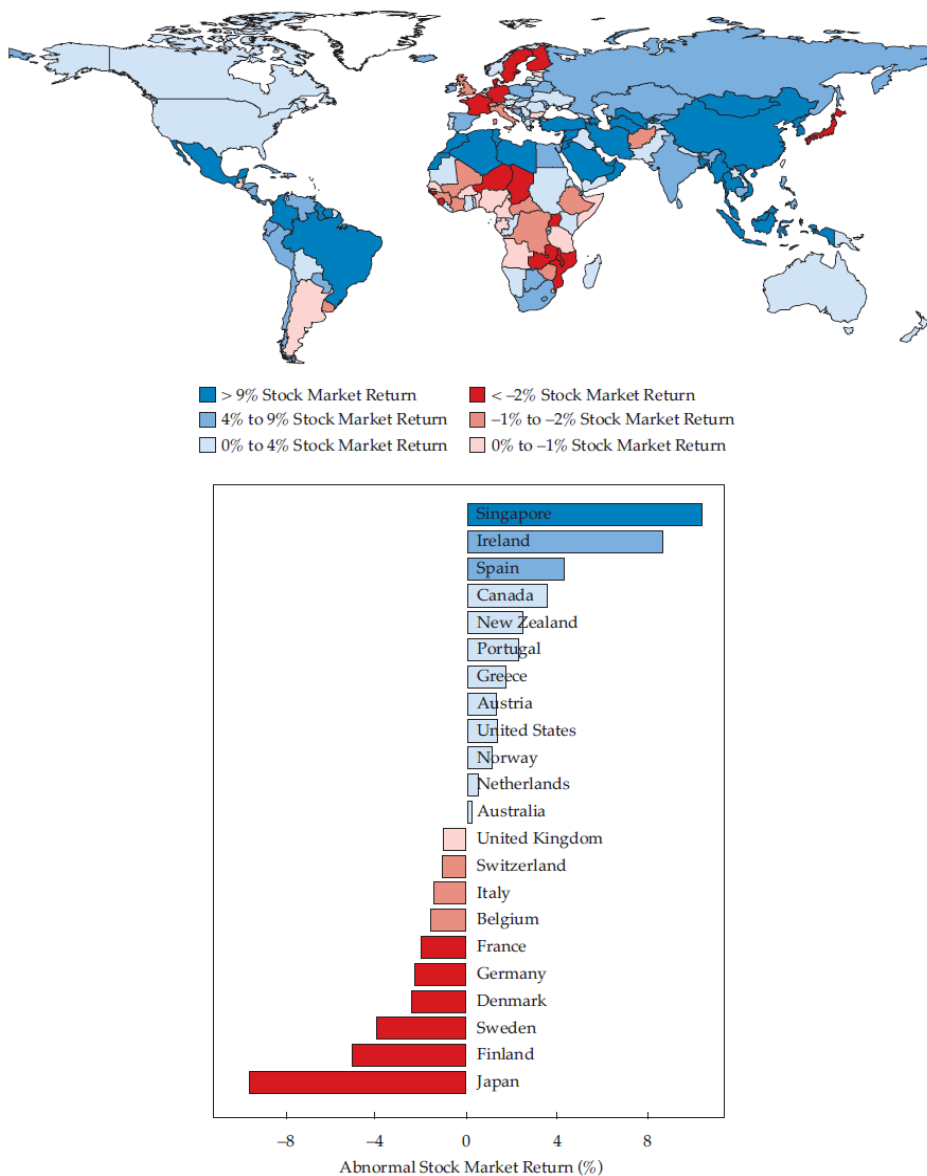 > 9% Stock Market Return
< –2% Stock Market Return
4% to 9% Stock Market Return
–1% to –2% Stock Market Return
0% to 4% Stock Market Return
0% to –1% Stock Market Return
Singapore
Ireland
Spain
Canada
New Zealand
Portugal
Greece
Austria
United States
Norway
Netherlands
Australia
United Kingdom
Switzerland
Italy
Belgium
France
Germany
Denmark
Sweden
Finland
Japan
–8 –4 0 4 8
Abnormal Stock Market Return (%)